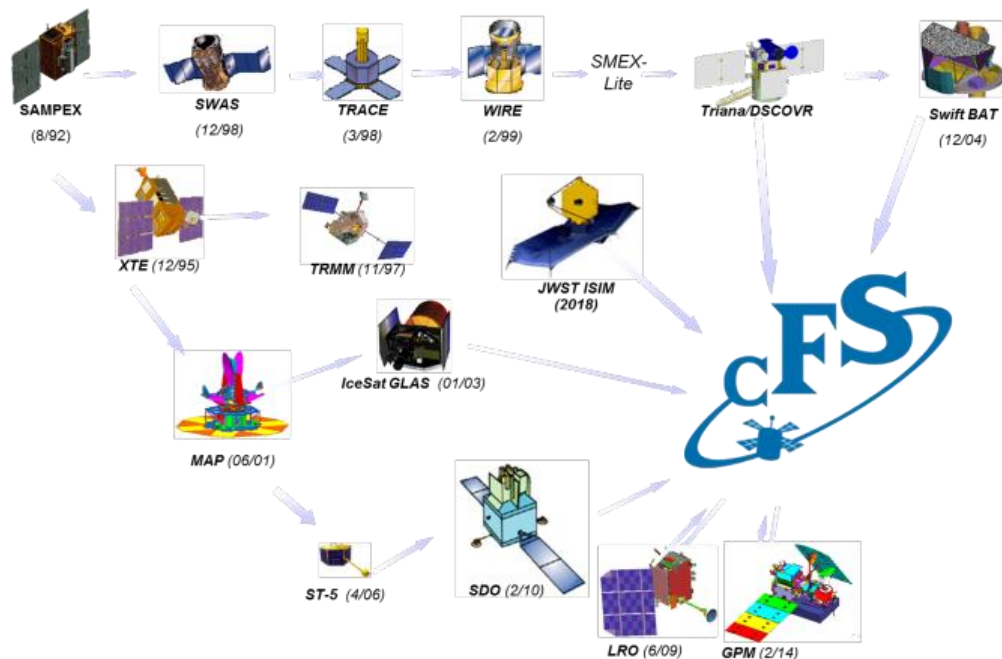 SAMPEX
(8/92)
SWAS
(12/98)
TRACE
(3/98)
WIRE
(2/99)
SMEX-
Lite
Triana/DSCOVR
Swift BAT
(12/04)
XTE (12/95)
TRMM (11/97)
JWST ISIM
(2018)
IceSat GLAS (01/03)
cFS
MAP (06/01)
ST-5 (4/06)
SDO (2/10)
LRO (6/09)
GPM (2/14)